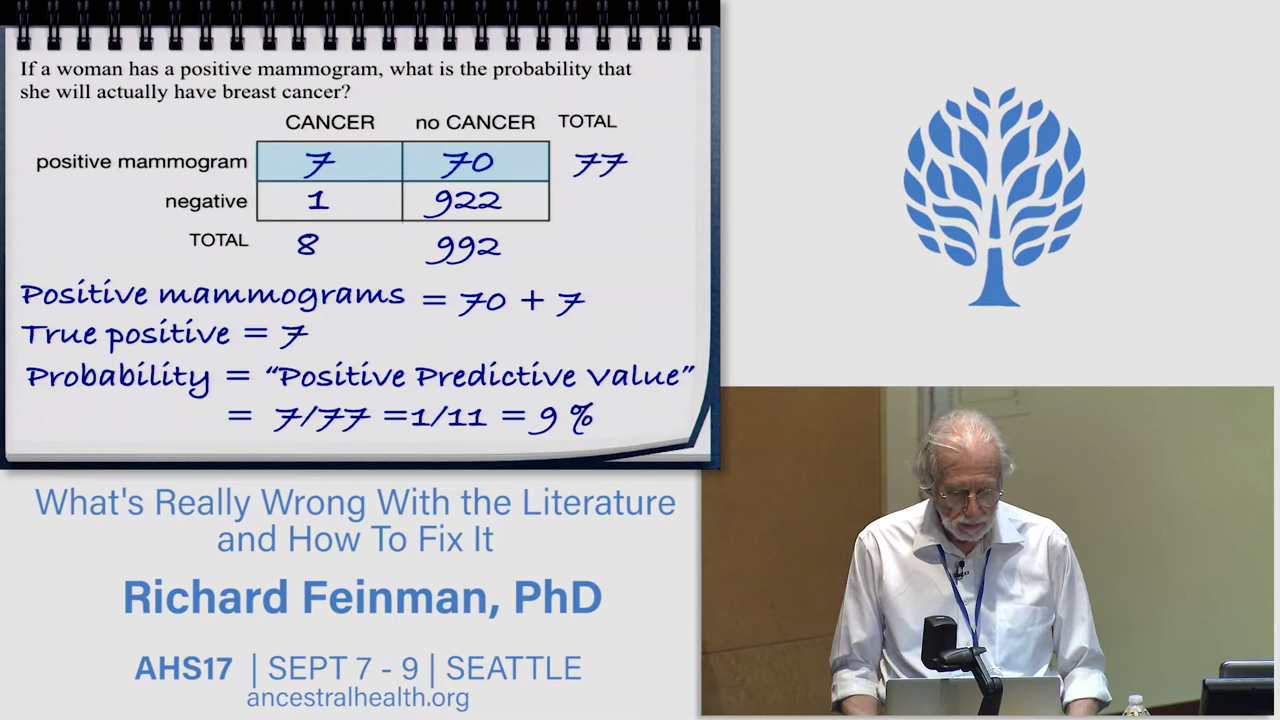 If a woman has a positive mammogram, what is the probability that
she will actually have breast cancer?
CANCER no CANCER TOTAL
positive mammogram 7 70 77
negative 1 922
TOTAL 8 992
Positive mammograms = 70 + 7
True positive = 7
Probability = “Positive Predictive Value”
= 7/77 =1/11 = 9 %
What's Really Wrong With the Literature
and How To Fix It
Richard Feinman, PhD
AHS17 | SEPT 7 - 9 | SEATTLE
ancestralhealth.org